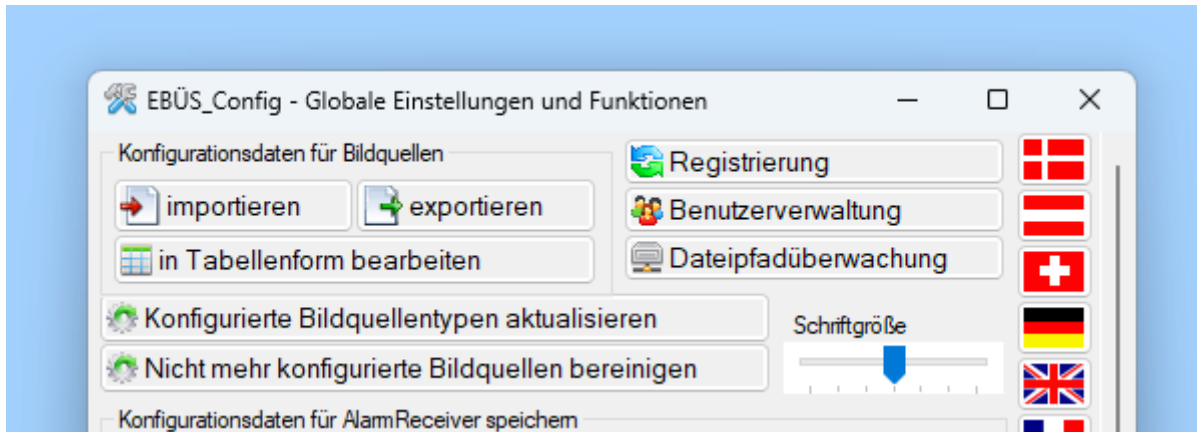 EBÜS_Config - Globale Einstellungen und Funktionen
Konfigurationsdaten für Bildquellen
importieren
exportieren
in Tabellenform bearbeiten
Registrierung
Benutzerverwaltung
Dateipfadüberwachung
Konfigurierte Bildquellentypen aktualisieren
Nicht mehr konfigurierte Bildquellen bereinigen
Schriftgröße
Konfigurationsdaten für AlarmReceiver speichern